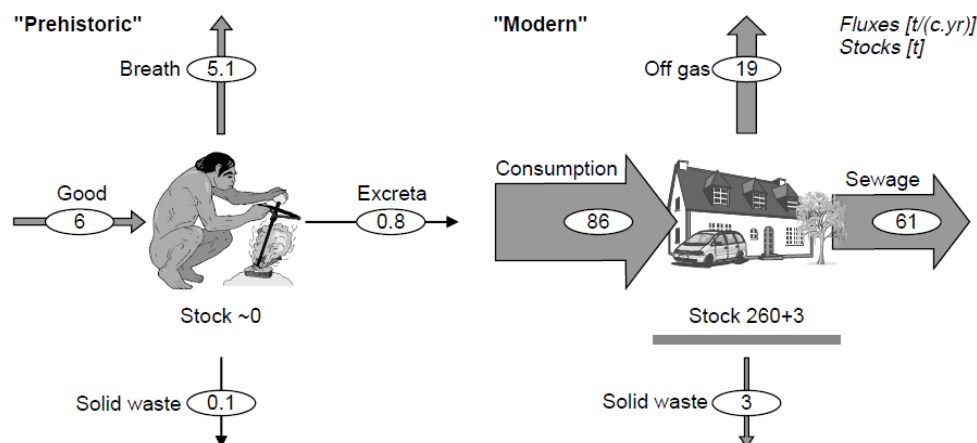 "Prehistoric"
Breath 5.1
Good 6
Excreta 0.8
Stock ~0
Solid waste 0.1
"Modern"
Fluxes [t/(c.yr)]
Stocks [t]
Off gas 19
Consumption
86
Sewage
61
Stock 260+3
Solid waste 3